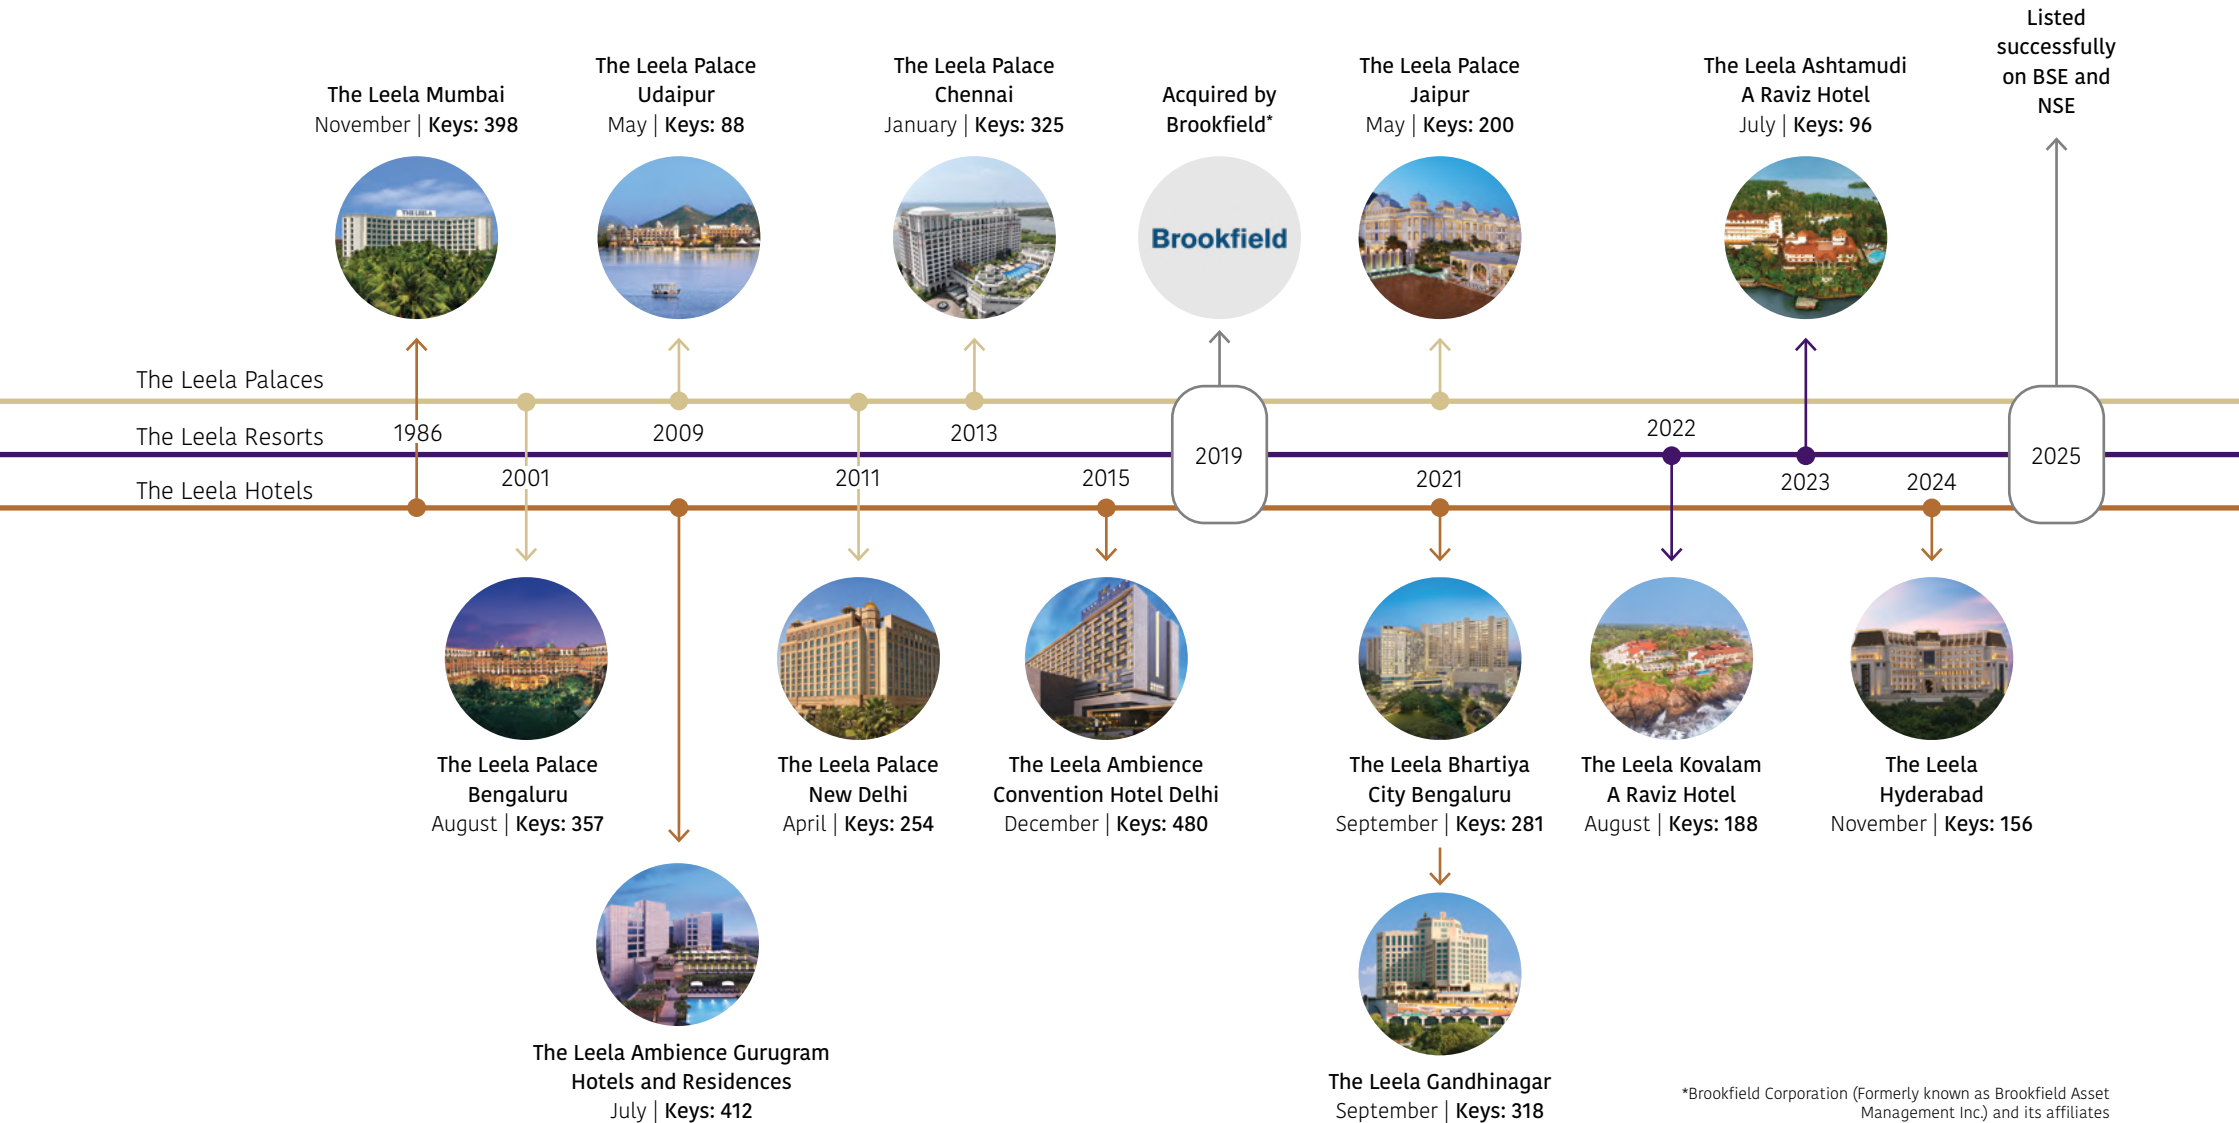 Listed
successfully
on BSE and
NSE
The Leela Mumbai
November | Keys: 398
The Leela Palace
Udaipur
May | Keys: 88
The Leela Palace
Chennai
January | Keys: 325
Acquired by
Brookfield*
The Leela Palace
Jaipur
May | Keys: 200
The Leela Ashtamudi
A Raviz Hotel
July | Keys: 96
THE LEELA
Brookfield
The Leela Palaces
The Leela Resorts
The Leela Hotels
1986
2001
2009
2011
2013
2015
2019
2021
2022
2023
2024
2025
The Leela Palace
Bengaluru
August | Keys: 357
The Leela Palace
New Delhi
April | Keys: 254
The Leela Ambience
Convention Hotel Delhi
December | Keys: 480
The Leela Bhartiya
City Bengaluru
September | Keys: 281
The Leela Kovalam
A Raviz Hotel
August | Keys: 188
The Leela
Hyderabad
November | Keys: 156
The Leela Ambience Gurugram
Hotels and Residences
July | Keys: 412
The Leela Gandhinagar
September | Keys: 318
*Brookfield Corporation (Formerly known as Brookfield Asset
Management Inc.) and its affiliates